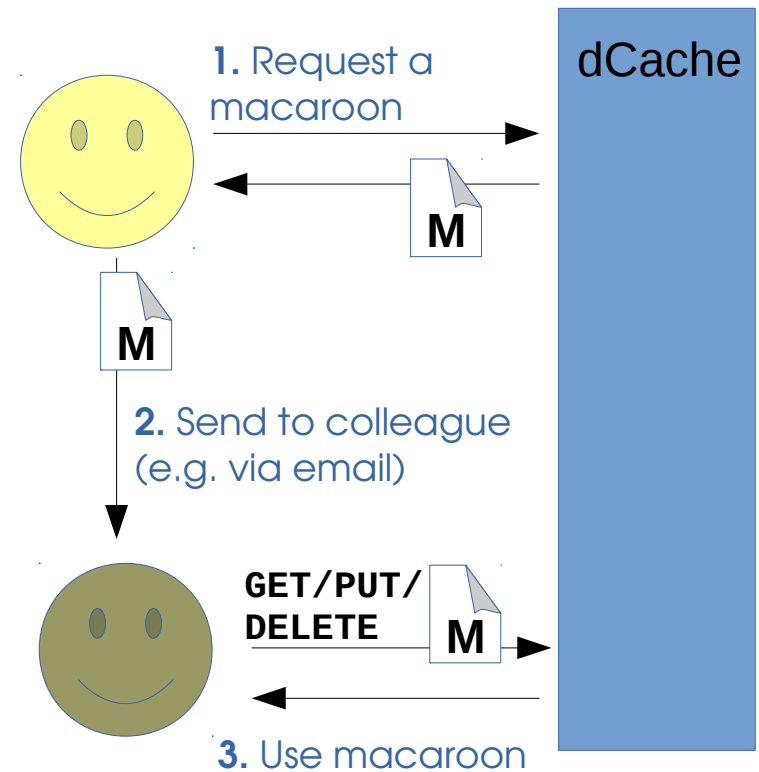 1. Request a
macaroon
dCache
M
M
2. Send to colleague
(e.g. via email)
GET/PUT/
DELETE
M
3. Use macaroon